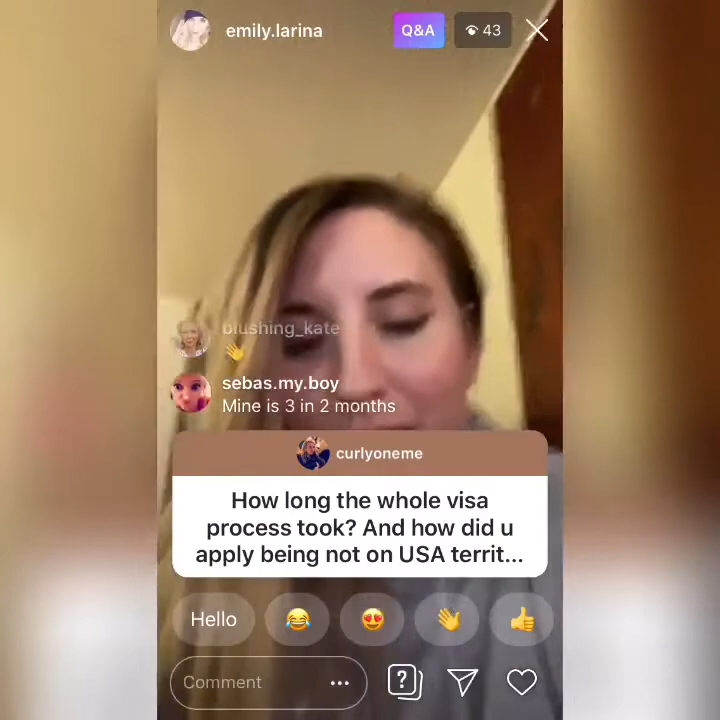 emily.larina
Q&A
43
blushing_kate
👋
sebas.my.boy
Mine is 3 in 2 months
curlyoneme
How long the whole visa
process took? And how did u
apply being not on USA territ...
Hello
😂
😍
👋
👍
Comment
?